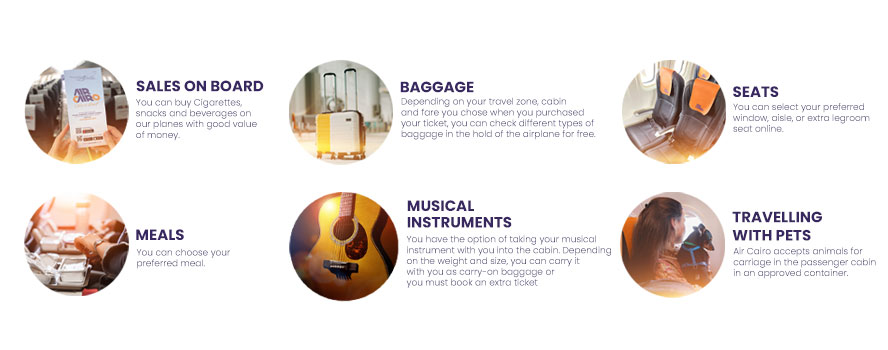 SALES ON BOARD
You can buy Cigarettes,
snacks and beverages on
our planes with good value
of money.
BAGGAGE
Depending on your travel zone, cabin
and fare you chose when you purchased
your ticket, you can check different types of
baggage in the hold of the airplane for free.
SEATS
You can select your preferred
window, aisle, or extra legroom
seat online.
MEALS
You can choose your
preferred meal.
MUSICAL
INSTRUMENTS
You have the option of taking your musical
instrument with you into the cabin. Depending
on the weight and size, you can carry it
with you as carry-on baggage or
you must book an extra ticket
TRAVELLING
WITH PETS
Air Cairo accepts animals for
carriage in the passenger cabin
in an approved container.